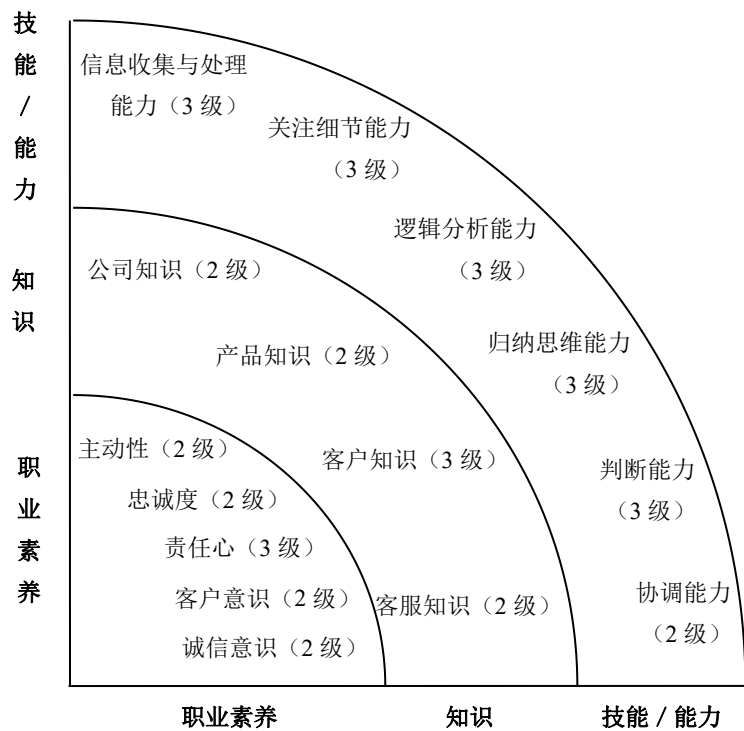 技能/能力
信息收集与处理
能力（3 级）
关注细节能力
（3 级）
逻辑分析能力
（3 级）
归纳思维能力
（3 级）
判断能力
（3 级）
协调能力
（2 级）
知识
公司知识（2 级）
产品知识（2 级）
客户知识（3 级）
客服知识（2 级）
职业素养
主动性（2 级）
忠诚度（2 级）
责任心（3 级）
客户意识（2 级）
诚信意识（2 级）
职业素养
知识
技能 / 能力